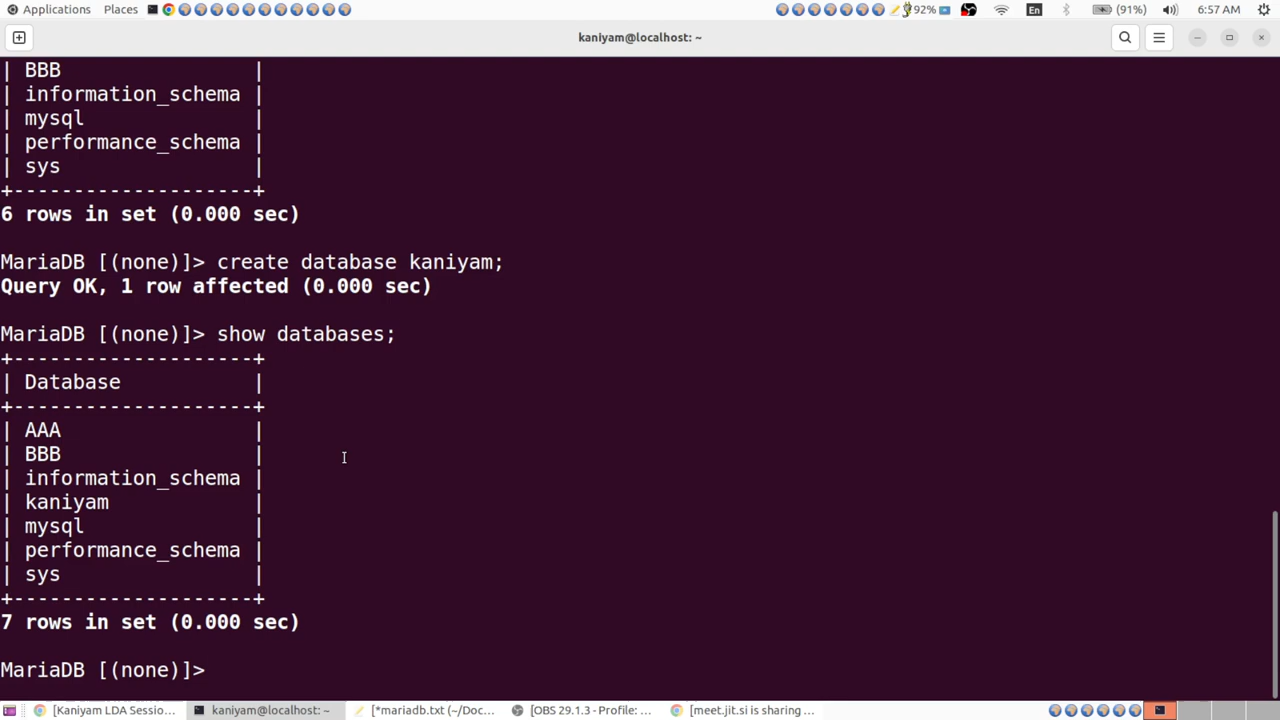 Applications Places 92% En (91%) 6:57 AM
kaniyam@localhost: ~
| BBB |
| information_schema |
| mysql |
| performance_schema |
| sys |
+--------------------+
6 rows in set (0.000 sec)
MariaDB [(none)]> create database kaniyam;
Query OK, 1 row affected (0.000 sec)
MariaDB [(none)]> show databases;
+--------------------+
| Database |
+--------------------+
| AAA |
| BBB |
| information_schema |
| kaniyam |
| mysql |
| performance_schema |
| sys |
+--------------------+
7 rows in set (0.000 sec)
MariaDB [(none)]>
[Kaniyam LDA Sessio... kaniyam@localhost: ~ [*mariadb.txt (~/Doc... [OBS 29.1.3 - Profile: ... [meet.jit.si is sharing ...